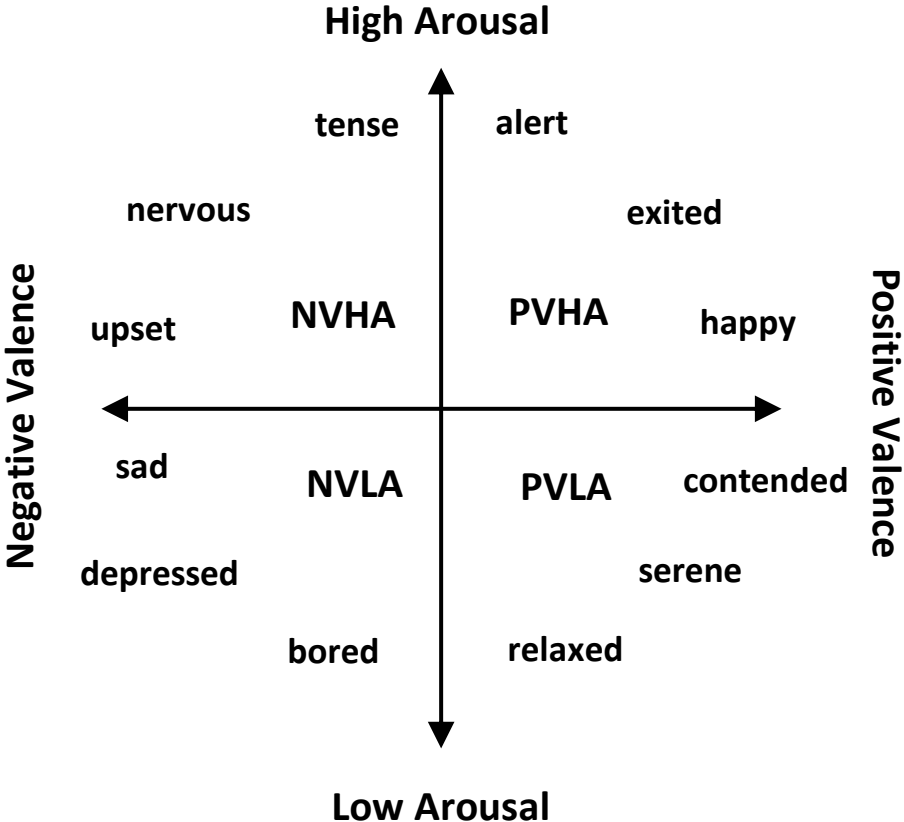 High Arousal
tense
alert
nervous
exited
Negative Valence
Positive Valence
NVHA
PVHA
upset
happy
sad
NVLA
PVLA
contended
depressed
serene
bored
relaxed
Low Arousal